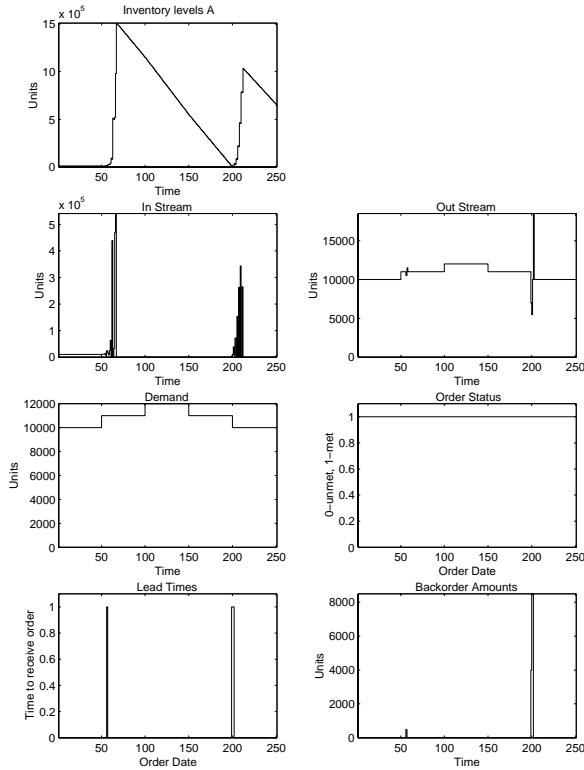 Inventory levels A
x 10⁵
15
10
5
0
Units
50 100 150 200 250
Time
In Stream
x 10⁵
5
4
3
2
1
0
Units
50 100 150 200 250
Time
Out Stream
15000
10000
5000
0
Units
50 100 150 200 250
Time
Demand
12000
10000
8000
6000
4000
2000
0
Units
50 100 150 200 250
Time
Order Status
1
0.8
0.6
0.4
0.2
0
0−unmet, 1−met
50 100 150 200 250
Order Date
Lead Times
1
0.8
0.6
0.4
0.2
0
Time to receive order
50 100 150 200 250
Order Date
Backorder Amounts
8000
6000
4000
2000
0
Units
50 100 150 200 250
Time